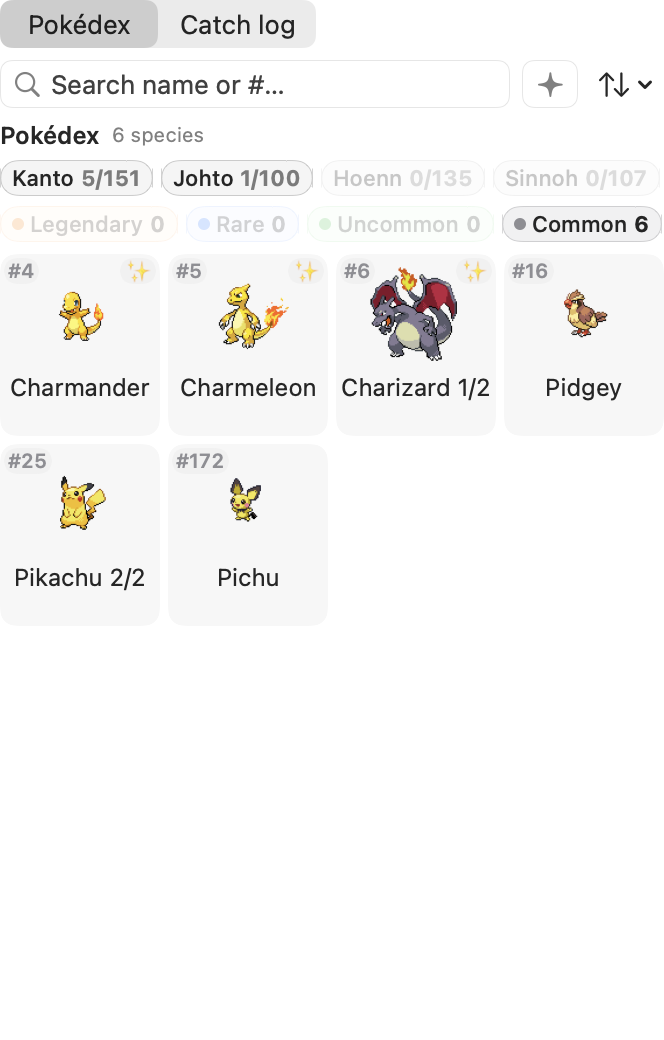 Pokédex Catch log
Search name or #...
Pokédex 6 species
Kanto 5/151 Johto 1/100 Hoenn 0/135 Sinnoh 0/107
Legendary 0 Rare 0 Uncommon 0 Common 6
#4 #5 #6 #16
Charmander Charmeleon Charizard 1/2 Pidgey
#25 #172
Pikachu 2/2 Pichu